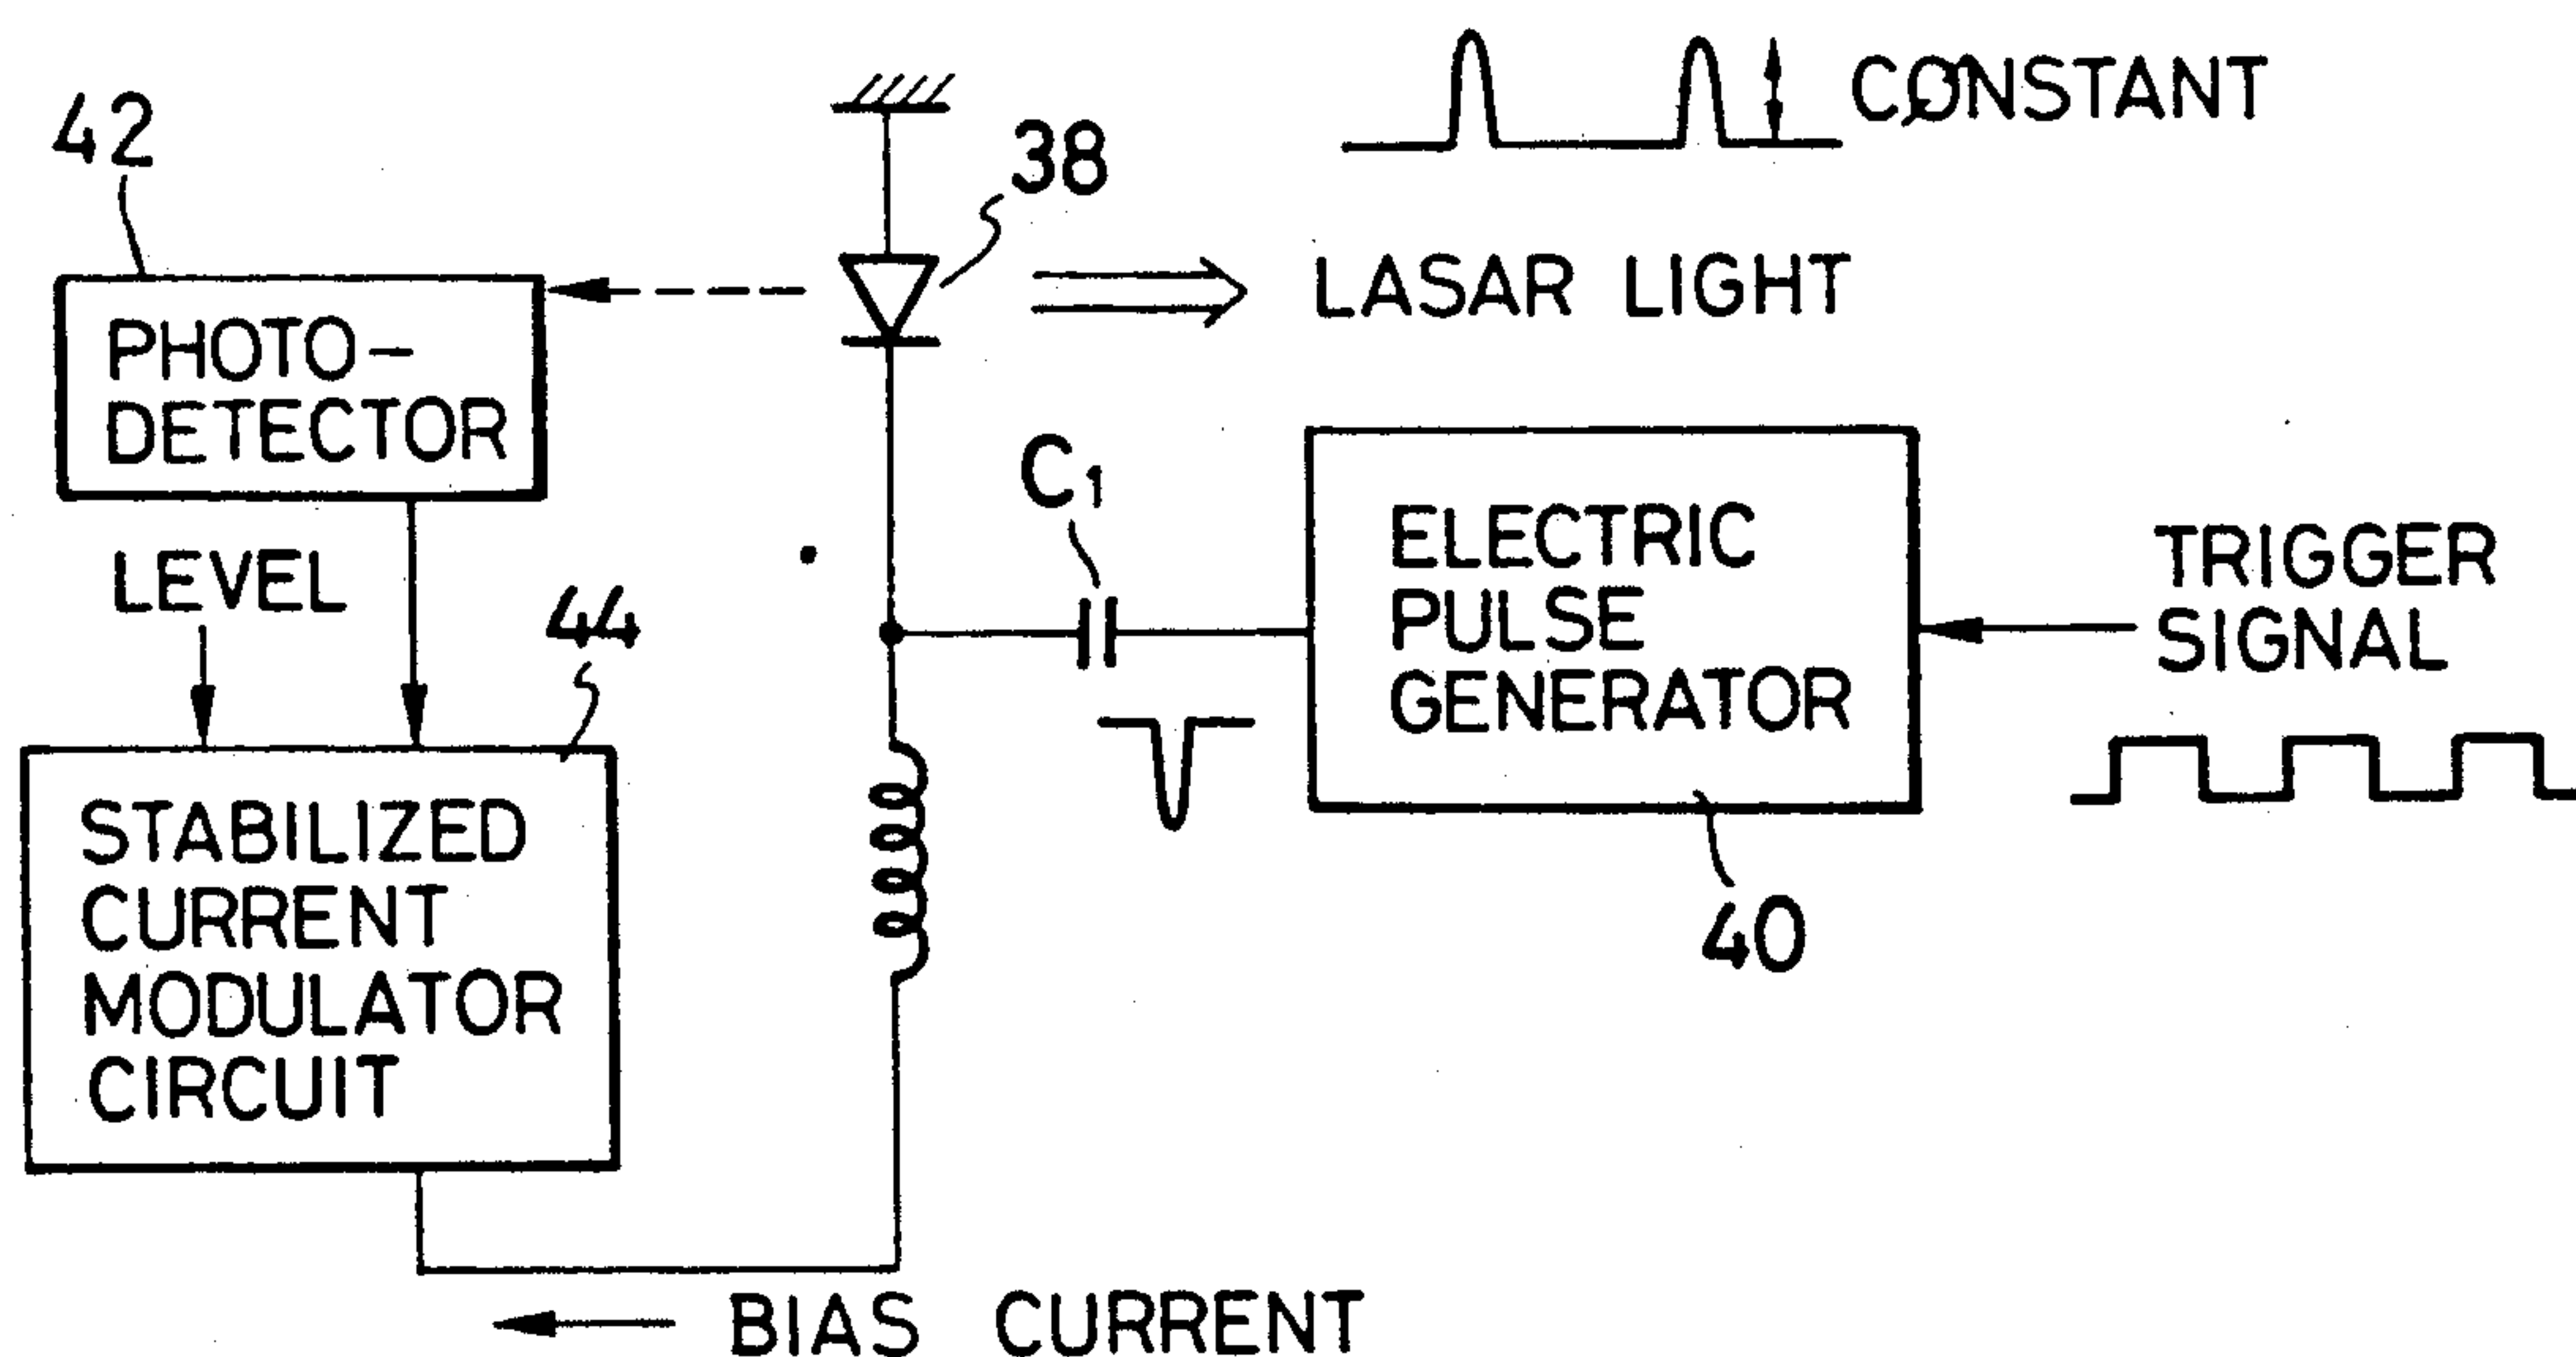 42
38
CONSTANT
LASAR LIGHT
PHOTO-
DETECTOR
LEVEL
44
C1
ELECTRIC
PULSE
GENERATOR
40
TRIGGER
SIGNAL
STABILIZED
CURRENT
MODULATOR
CIRCUIT
BIAS CURRENT